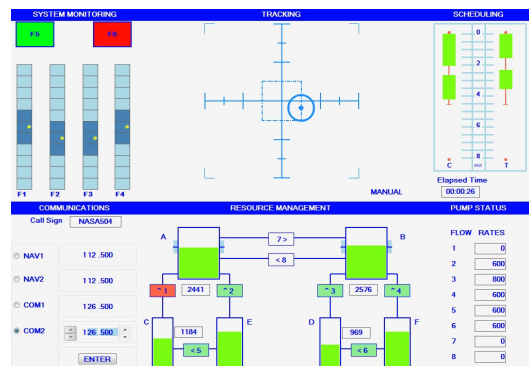 SYSTEM MONITORING
TRACKING
SCHEDULING
F5
F6
F1
F2
F3
F4
MANUAL
0
2
4
6
8
C
min
T
Elapsed Time
00:00:26
COMMUNICATIONS
RESOURCE MANAGEMENT
PUMP STATUS
Call Sign NASA504
NAV1 112 .500
NAV2 112 .500
COM1 126 .500
COM2 126 .500
ENTER
A
B
7 >
< 8
^ 1
2441
^ 2
^ 3
2576
^ 4
C
1184
E
D
969
F
< 5
< 6
FLOW RATES
1 0
2 600
3 800
4 600
5 600
6 600
7 0
8 0